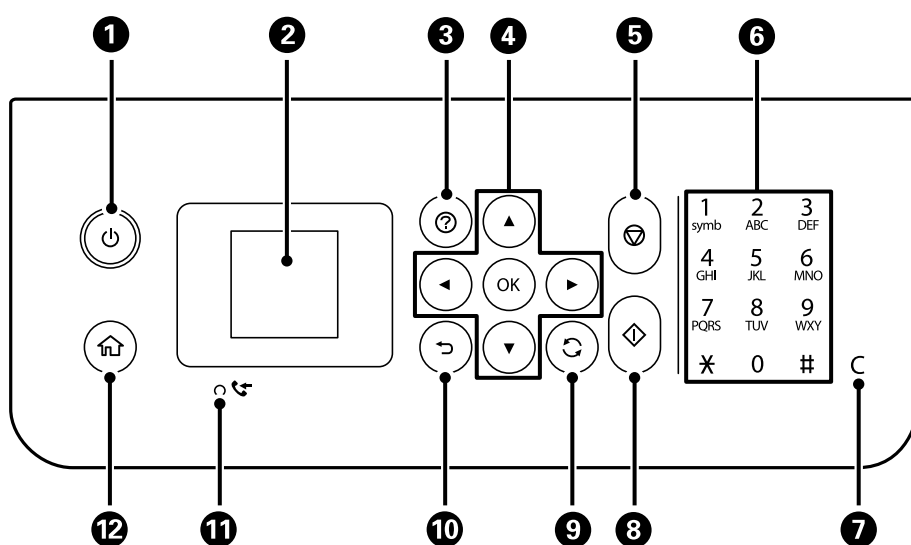 1 2 3 4 5 6
1 2 3
symb ABC DEF
OK
4 5 6
GHI JKL MNO
7 8 9
PQRS TUV WXY
* 0 # C
12 11 10 9 8 7